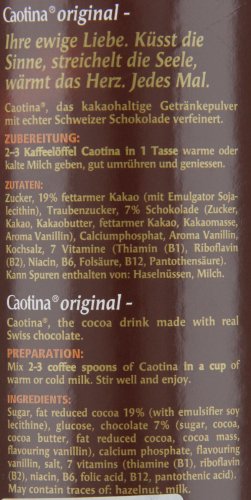 Caotina® original -
Ihre ewige Liebe. Küsst die
Sinne, streichelt die Seele,
wärmt das Herz. Jedes Mal.
Caotina®, das kakaohaltige Getränkepulver
mit echter Schweizer Schokolade verfeinert.
ZUBEREITUNG:
2-3 Kaffeelöffel Caotina in 1 Tasse warme oder
kalte Milch geben, gut umrühren und geniessen.
ZUTATEN:
Zucker, 19% fettarmer Kakao (mit Emulgator Soja-
lecithin), Traubenzucker, 7% Schokolade (Zucker,
Kakao, Kakaobutter, fettarmer Kakao, Kakaomasse,
Aroma Vanillin), Calciumphosphat, Aroma Vanillin,
Kochsalz, 7 Vitamine (Thiamin (B1), Riboflavin
(B2), Niacin, B6, Folsäure, B12, Pantothensäure).
Kann Spuren enthalten von: Haselnüssen, Milch.
Caotina® original -
Caotina®, the cocoa drink made with real
Swiss chocolate.
PREPARATION:
Mix 2-3 coffee spoons of Caotina in a cup of
warm or cold milk. Stir well and enjoy.
INGREDIENTS:
Sugar, fat reduced cocoa 19% (with emulsifier soy
lecithin), glucose, chocolate 7% (sugar, cocoa,
cocoa butter, fat reduced cocoa, cocoa mass,
flavouring vanillin), calcium phosphate, flavouring
vanillin, salt, 7 vitamins (thiamine (B1), riboflavin
(B2), niacin, B6, folic acid, B12, pantothenic acid).
May contain traces of: hazelnut, milk.